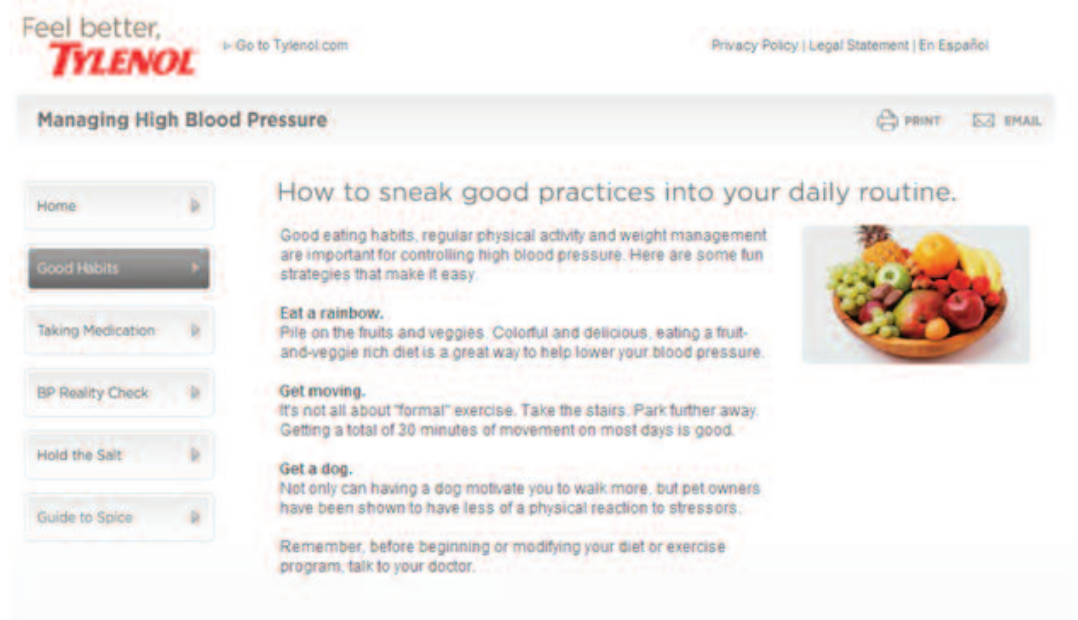 Feel better,
TYLENOL
Go to Tylenol.com
Privacy Policy | Legal Statement | En Español
Managing High Blood Pressure
PRINT
EMAIL
Home
Good Habits
Taking Medication
BP Reality Check
Hold the Salt
Guide to Spice
How to sneak good practices into your daily routine.
Good eating habits, regular physical activity and weight management
are important for controlling high blood pressure. Here are some fun
strategies that make it easy.
Eat a rainbow.
Pile on the fruits and veggies. Colorful and delicious, eating a fruit-
and-veggie rich diet is a great way to help lower your blood pressure.
Get moving.
It's not all about "formal" exercise. Take the stairs. Park further away.
Getting a total of 30 minutes of movement on most days is good.
Get a dog.
Not only can having a dog motivate you to walk more, but pet owners
have been shown to have less of a physical reaction to stressors.
Remember, before beginning or modifying your diet or exercise
program, talk to your doctor.